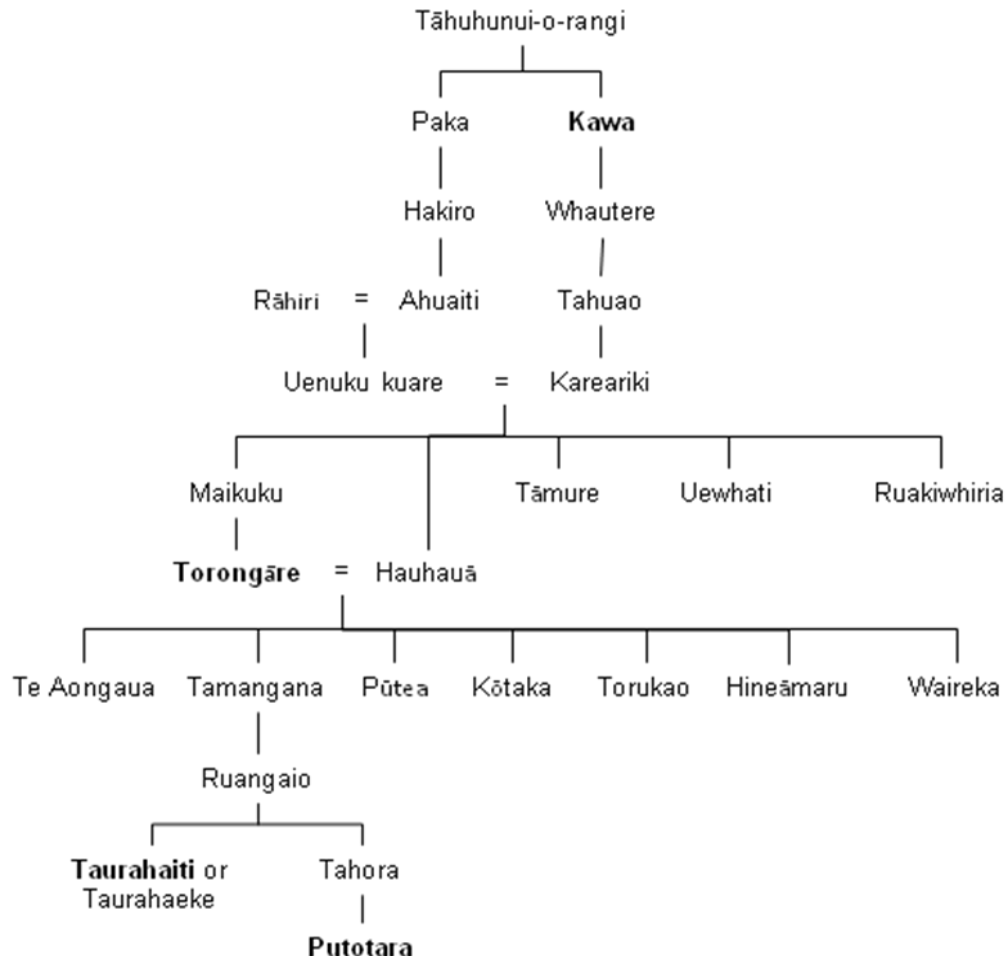 Tāhuhunui-o-rangi
Paka Kawa
Hakiro Whautere
Rāhiri = Ahuaiti Tahuao
Uenuku kuare = Kareariki
Maikuku Tāmure Uewhati Ruakiwhiria
Torongāre = Hauhauā
Te Aongaua Tamangana Pūtea Kōtaka Torukao Hineāmaru Waireka
Ruangaio
Taurahaiti or Tahora
Taurahaeke
Putotara